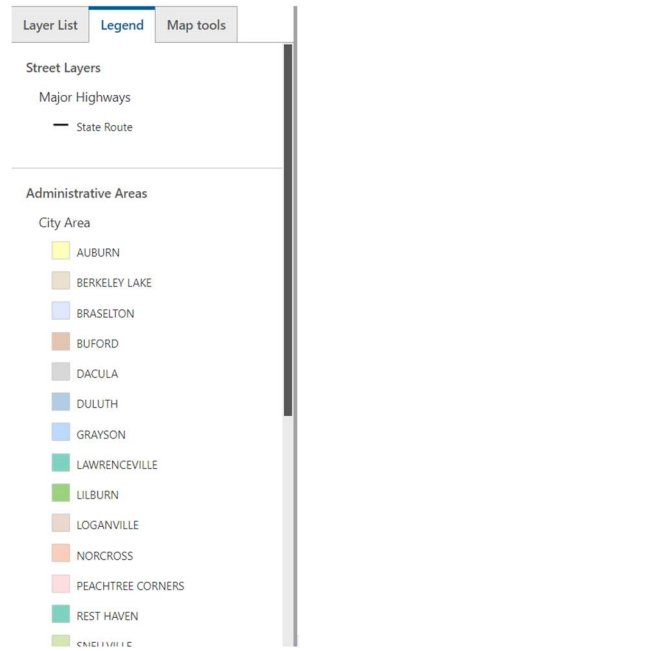 Layer List Legend Map tools
Street Layers
Major Highways
State Route
Administrative Areas
City Area
AUBURN
BERKELEY LAKE
BRASELTON
BUFORD
DACULA
DULUTH
GRAYSON
LAWRENCEVILLE
LILBURN
LOGANVILLE
NORCROSS
PEACHTREE CORNERS
REST HAVEN
SNELLVILLE